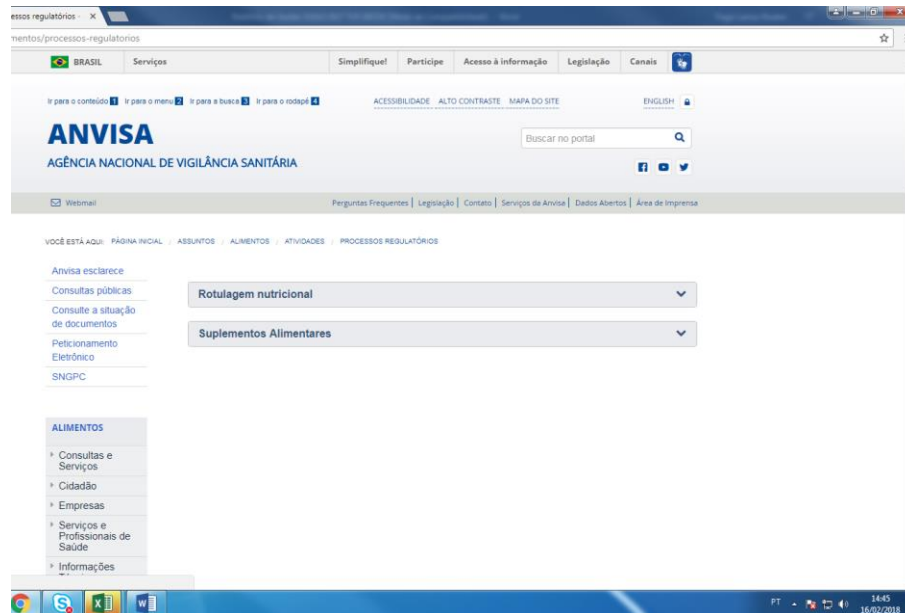 essos regulatórios - ×
mentos/processos-regulatorios
BRASIL Serviços Simplifique! Participe Acesso à informação Legislação Canais
Ir para o conteúdo 1 Ir para o menu 2 Ir para a busca 3 Ir para o rodapé 4 ACESSIBILIDADE ALTO CONTRASTE MAPA DO SITE ENGLISH
ANVISA
Buscar no portal
AGÊNCIA NACIONAL DE VIGILÂNCIA SANITÁRIA
Webmail Perguntas Frequentes | Legislação | Contato | Serviços da Anvisa | Dados Abertos | Área de Imprensa
VOCÊ ESTÁ AQUI: PÁGINA INICIAL / ASSUNTOS / ALIMENTOS / ATIVIDADES / PROCESSOS REGULATÓRIOS
Anvisa esclarece
Consultas públicas
Consulte a situação
de documentos
Peticionamento
Eletrônico
SNGPC
Rotulagem nutricional
Suplementos Alimentares
ALIMENTOS
Consultas e
Serviços
Cidadão
Empresas
Serviços e
Profissionais de
Saúde
Informações
PT 14:45
16/02/2018